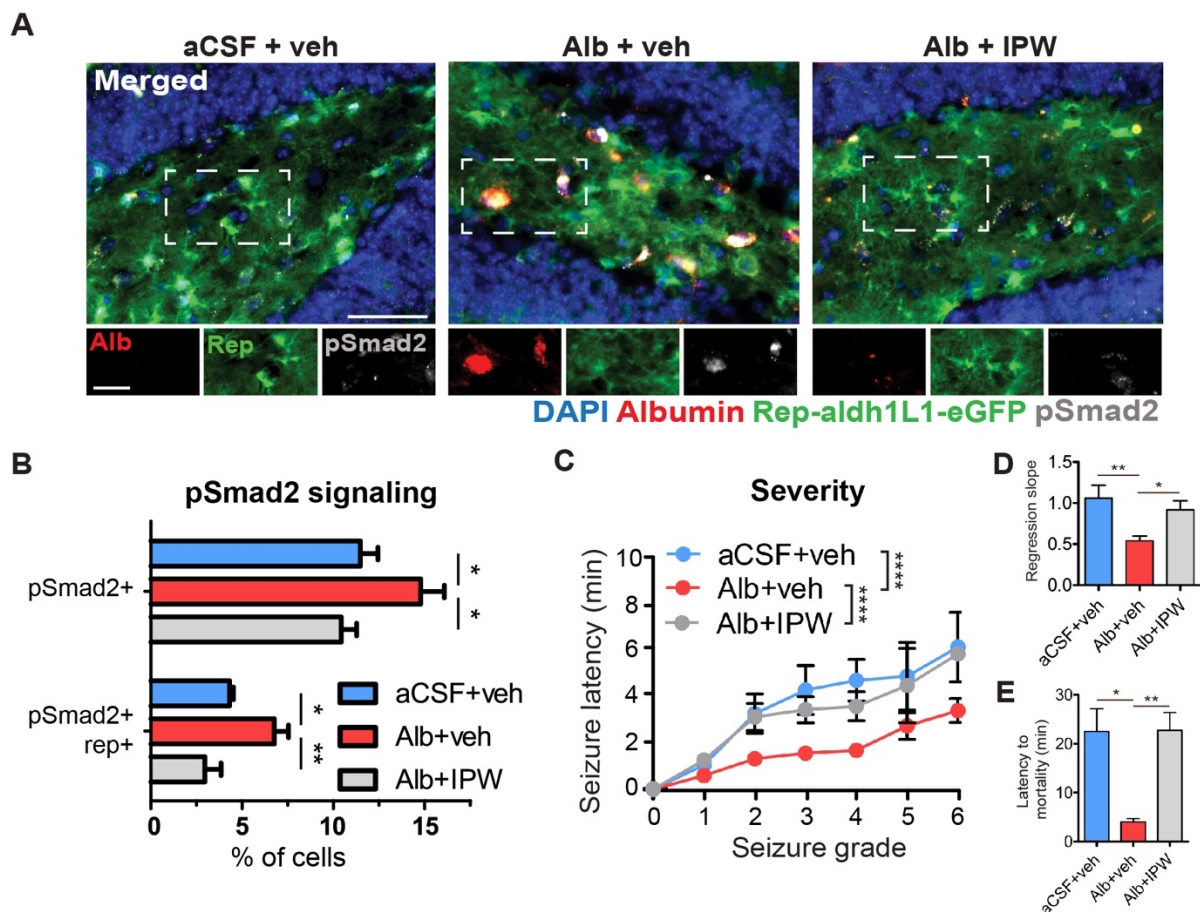 A
aCSF + veh
Alb + veh
Alb + IPW
Merged
Alb
Rep
pSmad2
DAPI Albumin Rep-aldh1L1-eGFP pSmad2
B
pSmad2 signaling
pSmad2+
pSmad2+
rep+
*
*
*
**
aCSF+veh
Alb+veh
Alb+IPW
0 5 10 15
% of cells
C
Severity
Seizure latency (min)
10
8
6
4
2
0
aCSF+veh
Alb+veh
Alb+IPW
****
****
0 1 2 3 4 5 6
Seizure grade
D
Regression slope
1.5
1.0
0.5
0.0
** *
aCSF+veh
Alb+veh
Alb+IPW
E
Latency to
mortality (min)
30
20
10
0
* **
aCSF+veh
Alb+veh
Alb+IPW